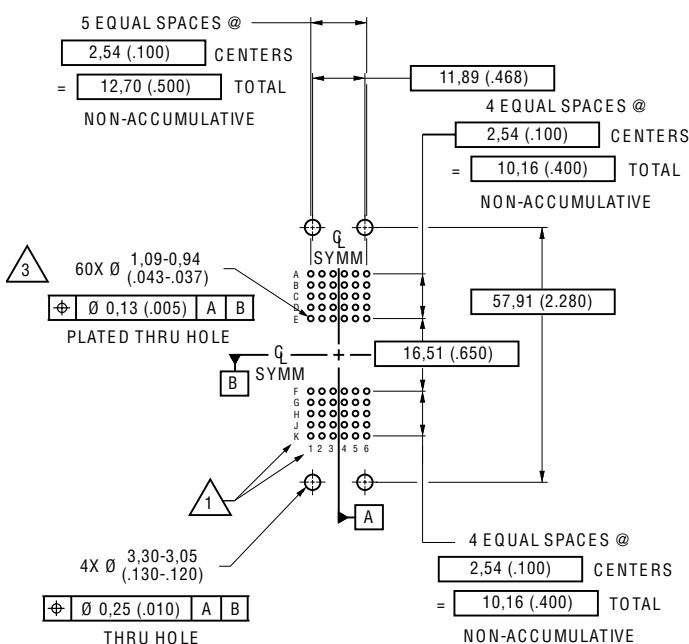 5 EQUAL SPACES @
2,54 (.100) CENTERS
= 12,70 (.500) TOTAL
NON-ACCUMULATIVE
11,89 (.468)
4 EQUAL SPACES @
2,54 (.100) CENTERS
= 10,16 (.400) TOTAL
NON-ACCUMULATIVE
CL
SYMM
3
60X Ø 1,09-0,94
(.043-.037)
⌖ Ø 0,13 (.005) A B
PLATED THRU HOLE
A
B
C
D
E
57,91 (2.280)
16,51 (.650)
CL
SYMM
B
F
G
H
J
K
1 2 3 4 5 6
1
A
4X Ø 3,30-3,05
(.130-.120)
⌖ Ø 0,25 (.010) A B
THRU HOLE
4 EQUAL SPACES @
2,54 (.100) CENTERS
= 10,16 (.400) TOTAL
NON-ACCUMULATIVE